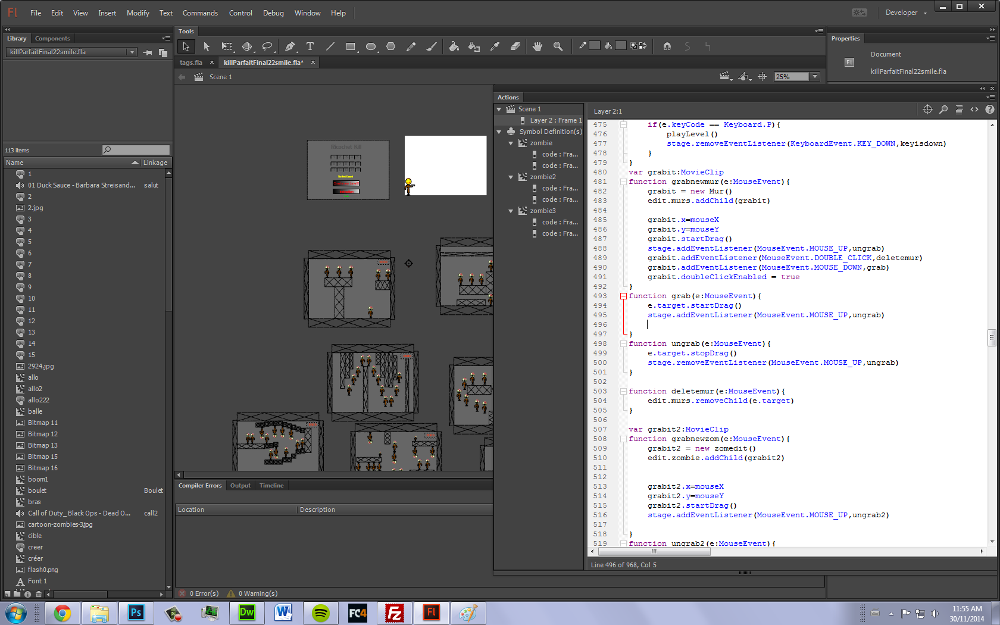 Fl File Edit View Insert Modify Text Commands Control Debug Window Help Developer
Library Components
killParfaitFinal22smile.fla
113 items
Name Linkage
1
01 Duck Sauce - Barbara Streisand... salut
2
2.jpg
3
4
5
6
7
8
9
10
11
12
13
14
15
2924.jpg
allo
allo2
allo222
balle
Bitmap 11
Bitmap 12
Bitmap 13
Bitmap 15
Bitmap 16
boom1
boulet Boulet
bras
Call of Duty_ Black Ops - Dead O... call2
cartoon-zombies-3.jpg
cible
creer
créer
flash0.png
Font 1
Tools
tags.fla killParfaitFinal22smile.fla*
Scene 1
25%
Ricochet Kill
Properties
Document
Fl
killParfaitFinal22smile.fla
Actions
Scene 1
Layer 2 : Frame 1
Symbol Definition(s)
zombie
code : Fra...
code : Fra...
zombie2
code : Fra...
code : Fra...
zombie3
code : Fra...
code : Fra...
Layer 2:1
475 if(e.keyCode == Keyboard.P){
476 playLevel()
477 stage.removeEventListener(KeyboardEvent.KEY_DOWN,keyisdown)
478 }
479 }
480 var grabit:MovieClip
481 function grabnewmur(e:MouseEvent){
482 grabit = new Mur()
483 edit.murs.addChild(grabit)
484
485 grabit.x=mouseX
486 grabit.y=mouseY
487 grabit.startDrag()
488 stage.addEventListener(MouseEvent.MOUSE_UP,ungrab)
489 grabit.addEventListener(MouseEvent.DOUBLE_CLICK,deletemur)
490 grabit.addEventListener(MouseEvent.MOUSE_DOWN,grab)
491 grabit.doubleClickEnabled = true
492 }
493 function grab(e:MouseEvent){
494 e.target.startDrag()
495 stage.addEventListener(MouseEvent.MOUSE_UP,ungrab)
496
497 }
498 function ungrab(e:MouseEvent){
499 e.target.stopDrag()
500 stage.removeEventListener(MouseEvent.MOUSE_UP,ungrab)
501 }
502
503 function deletemur(e:MouseEvent){
504 edit.murs.removeChild(e.target)
505 }
506
507 var grabit2:MovieClip
508 function grabnewzom(e:MouseEvent){
509 grabit2 = new zomedit()
510 edit.zombie.addChild(grabit2)
511
512
513 grabit2.x=mouseX
514 grabit2.y=mouseY
515 grabit2.startDrag()
516 stage.addEventListener(MouseEvent.MOUSE_UP,ungrab2)
517
518 }
519 function ungrab2(e:MouseEvent){
Line 496 of 968, Col 5
Compiler Errors Output Timeline
Location Description
0 Error(s) 0 Warning(s)
Ps Dw W FC4 Fz Fl
11:55 AM
30/11/2014